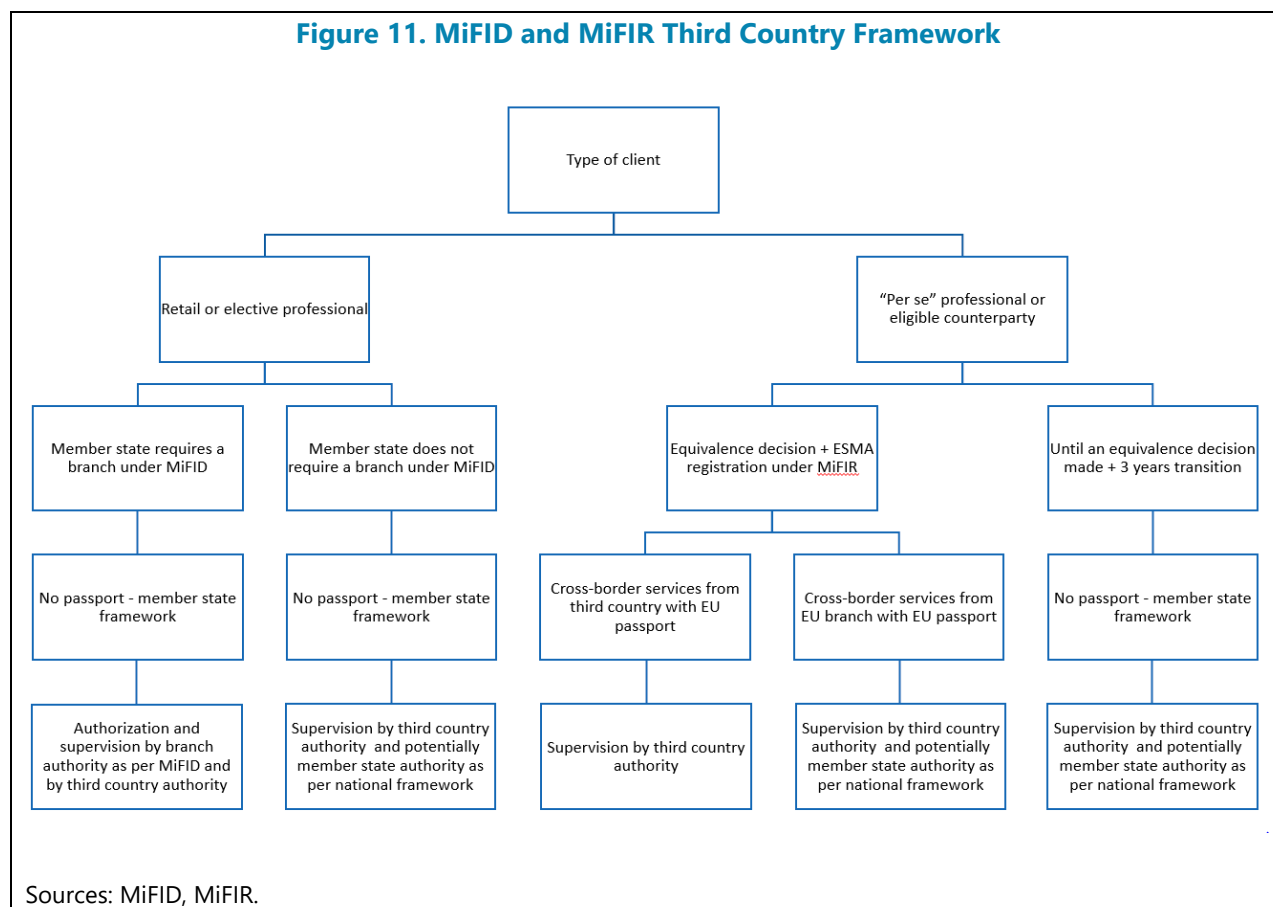 Figure 11. MiFID and MiFIR Third Country Framework
Type of client
Retail or elective professional
“Per se” professional or
eligible counterparty
Member state requires a
branch under MiFID
Member state does not
require a branch under MiFID
Equivalence decision + ESMA
registration under MiFIR
Until an equivalence decision
made + 3 years transition
No passport - member state
framework
No passport - member state
framework
Cross-border services from
third country with EU
passport
Cross-border services from
EU branch with EU passport
No passport - member state
framework
Authorization and
supervision by branch
authority as per MiFID and
by third country authority
Supervision by third country
authority and potentially
member state authority as
per national framework
Supervision by third country
authority
Supervision by third country
authority and potentially
member state authority as
per national framework
Supervision by third country
authority and potentially
member state authority as
per national framework
Sources: MiFID, MiFIR.